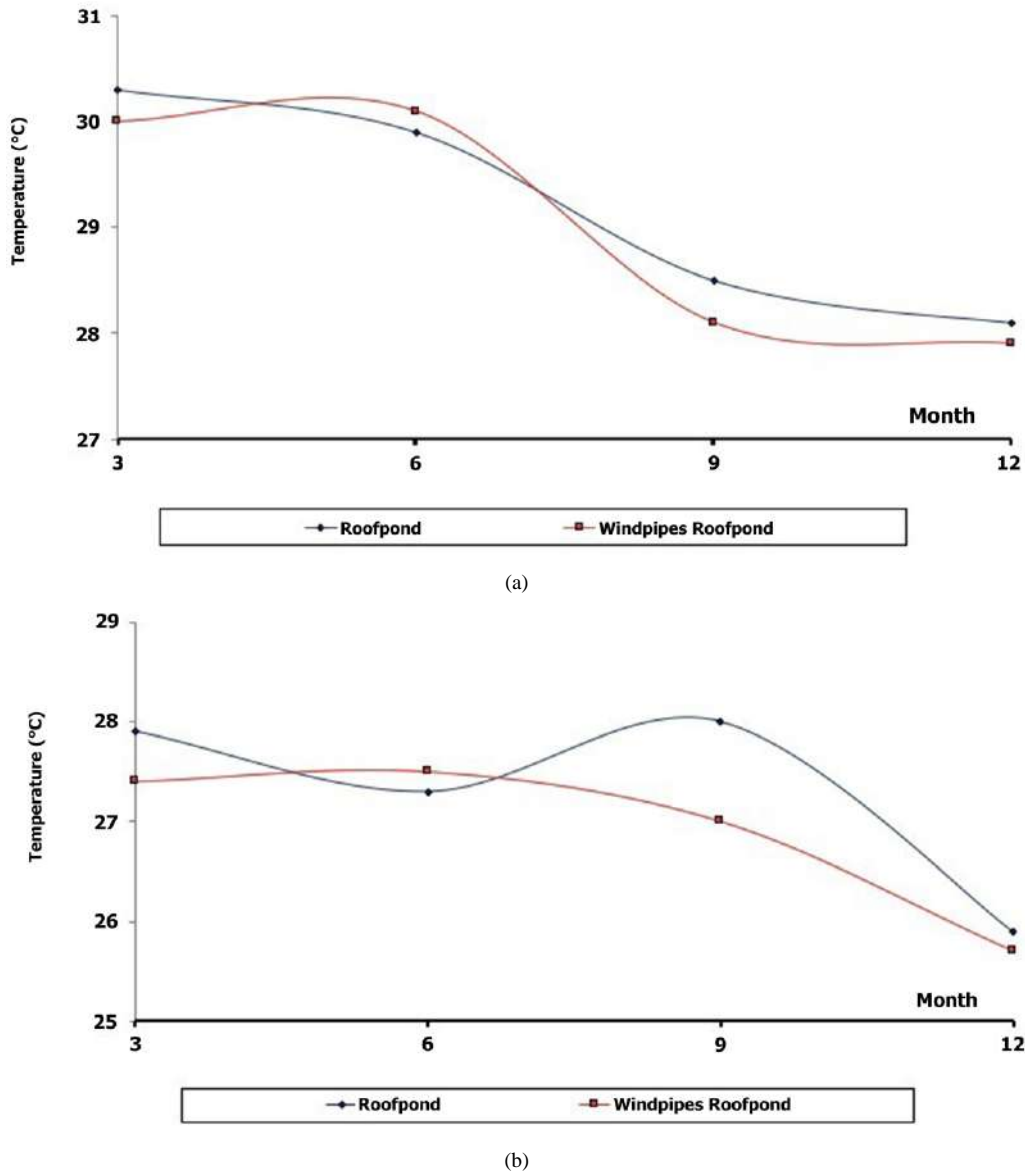 31
30
29
28
27
Temperature (°C)
Month
3 6 9 12
Roofpond Windpipes Roofpond
(a)
29
28
27
26
25
Temperature (°C)
Month
3 6 9 12
Roofpond Windpipes Roofpond
(b)